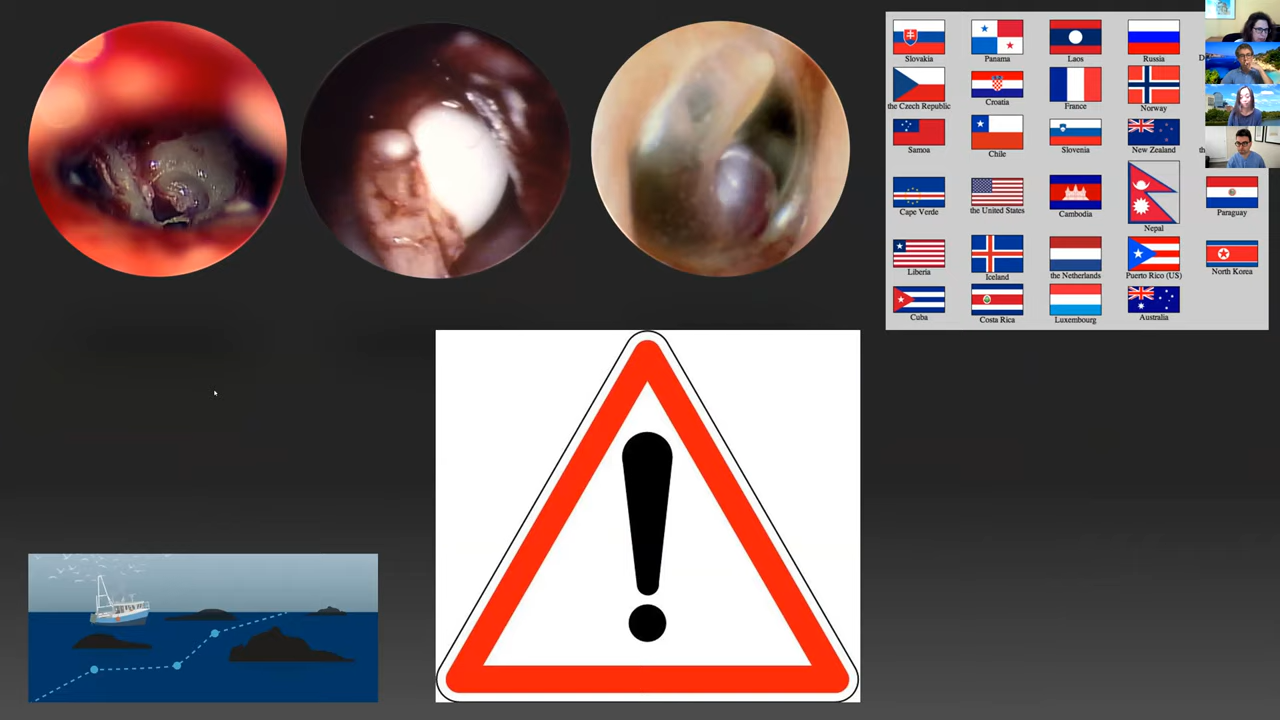 Slovakia
Panama
Laos
Russia
the Czech Republic
Croatia
France
Norway
Samoa
Chile
Slovenia
New Zealand
Cape Verde
the United States
Cambodia
Nepal
Paraguay
Liberia
Iceland
the Netherlands
Puerto Rico (US)
North Korea
Cuba
Costa Rica
Luxembourg
Australia